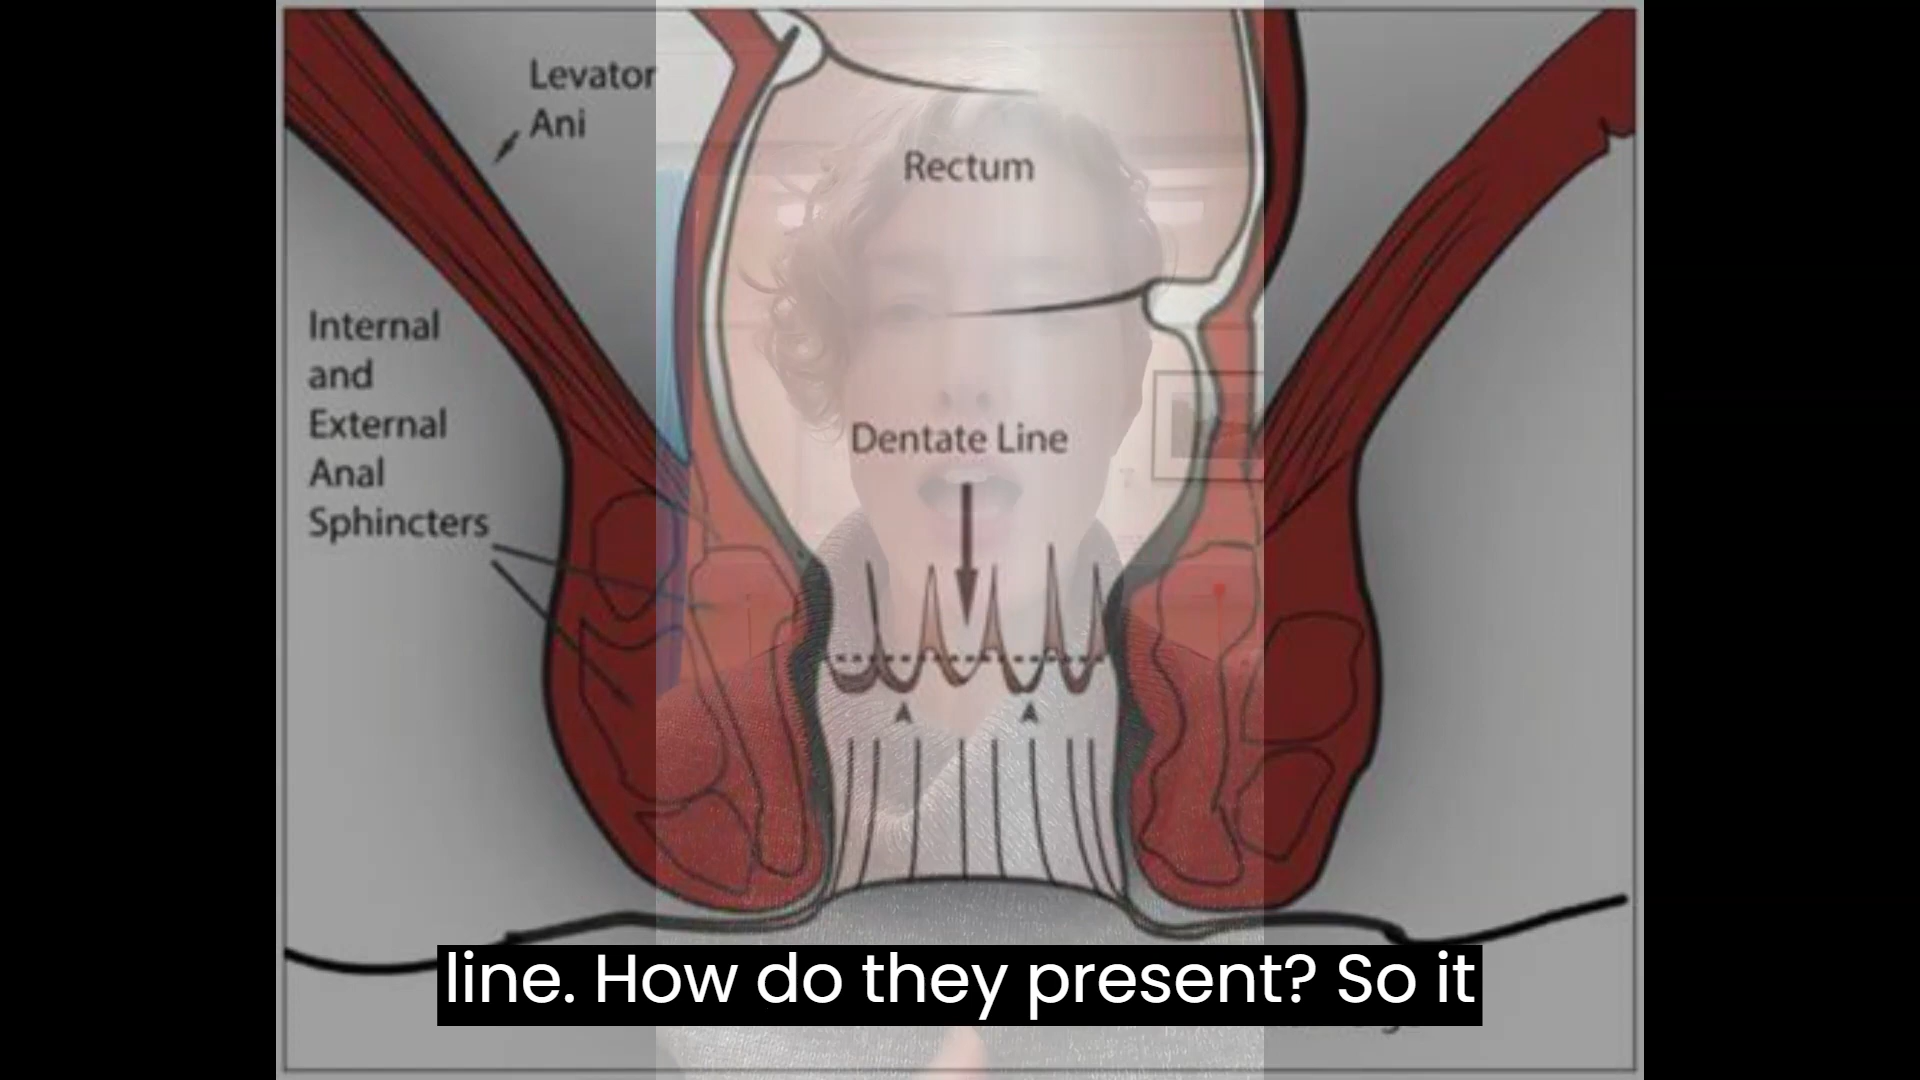 Levator
Ani
Rectum
Internal
and
External
Anal
Sphincters
Dentate Line
line. How do they present? So it